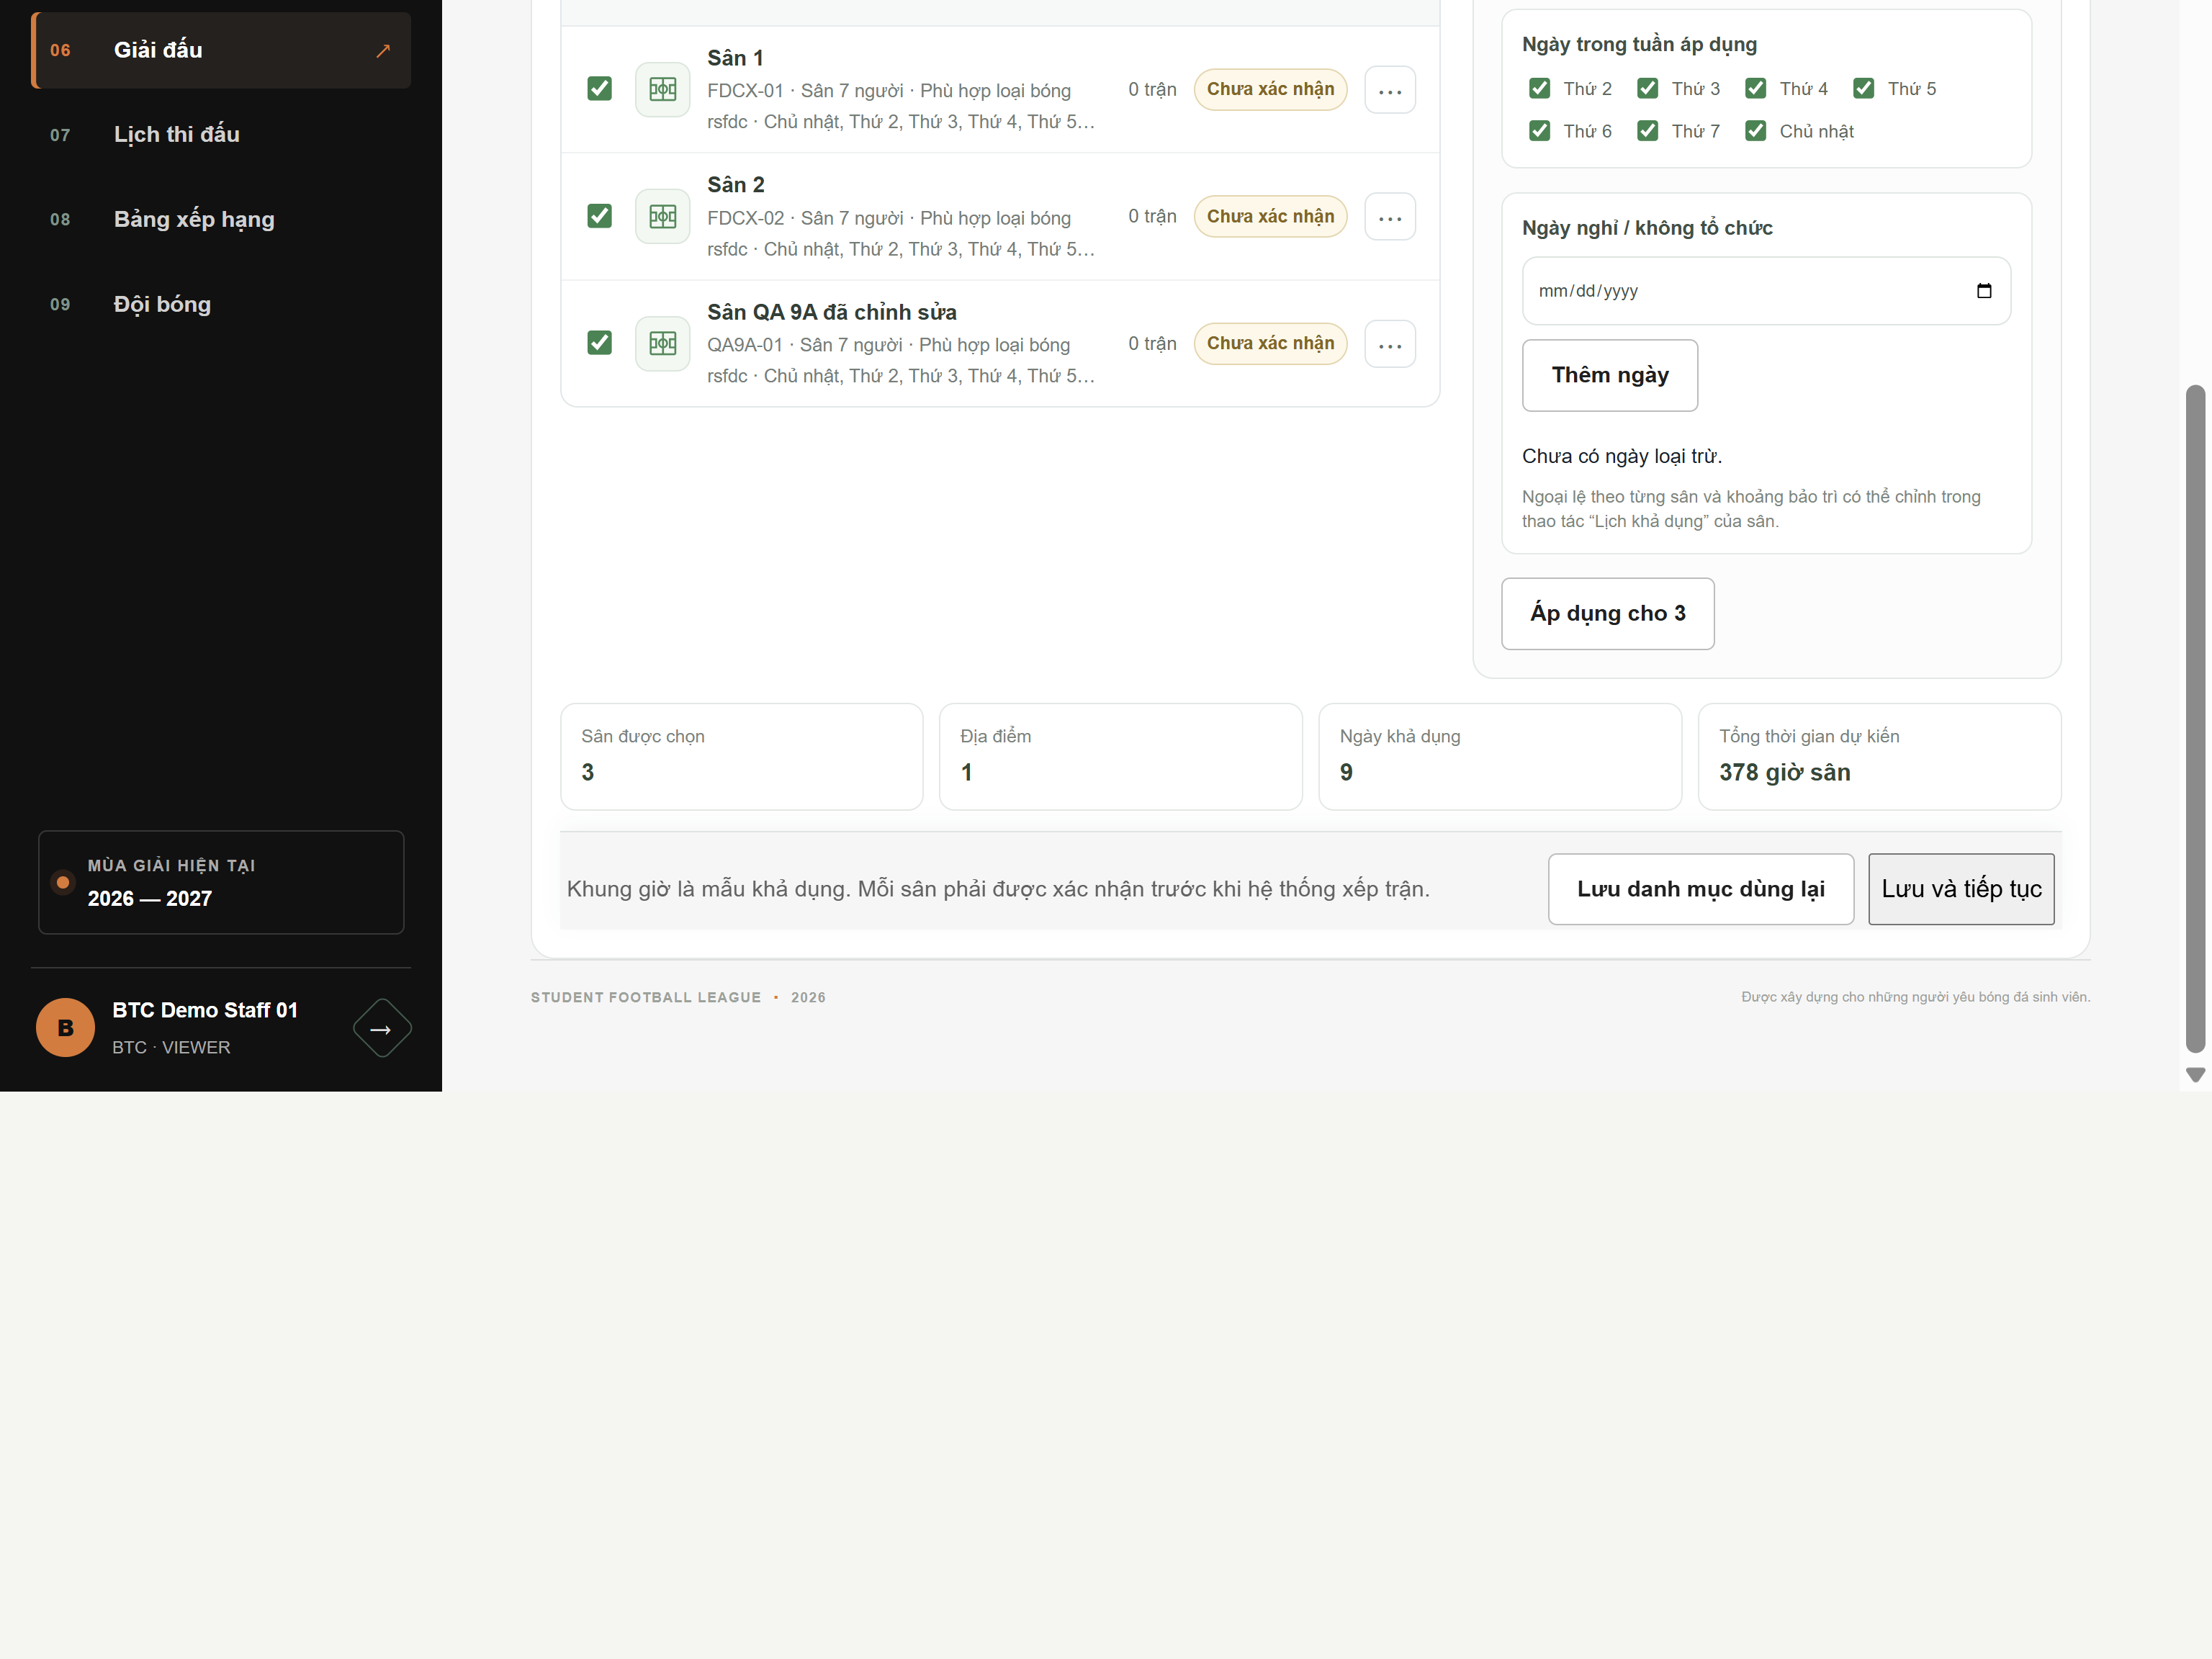 06 Giải đấu ↗
07 Lịch thi đấu
08 Bảng xếp hạng
09 Đội bóng
MÙA GIẢI HIỆN TẠI
2026 — 2027
B
BTC Demo Staff 01
BTC · VIEWER
→
Sân 1
FDCX-01 · Sân 7 người · Phù hợp loại bóng
rsfdc · Chủ nhật, Thứ 2, Thứ 3, Thứ 4, Thứ 5…
0 trận
Chưa xác nhận
...
Sân 2
FDCX-02 · Sân 7 người · Phù hợp loại bóng
rsfdc · Chủ nhật, Thứ 2, Thứ 3, Thứ 4, Thứ 5…
0 trận
Chưa xác nhận
...
Sân QA 9A đã chỉnh sửa
QA9A-01 · Sân 7 người · Phù hợp loại bóng
rsfdc · Chủ nhật, Thứ 2, Thứ 3, Thứ 4, Thứ 5…
0 trận
Chưa xác nhận
...
Ngày trong tuần áp dụng
Thứ 2 Thứ 3 Thứ 4 Thứ 5
Thứ 6 Thứ 7 Chủ nhật
Ngày nghỉ / không tổ chức
mm/dd/yyyy
Thêm ngày
Chưa có ngày loại trừ.
Ngoại lệ theo từng sân và khoảng bảo trì có thể chỉnh trong
thao tác “Lịch khả dụng” của sân.
Áp dụng cho 3
Sân được chọn
3
Địa điểm
1
Ngày khả dụng
9
Tổng thời gian dự kiến
378 giờ sân
Khung giờ là mẫu khả dụng. Mỗi sân phải được xác nhận trước khi hệ thống xếp trận.
Lưu danh mục dùng lại
Lưu và tiếp tục
STUDENT FOOTBALL LEAGUE • 2026
Được xây dựng cho những người yêu bóng đá sinh viên.